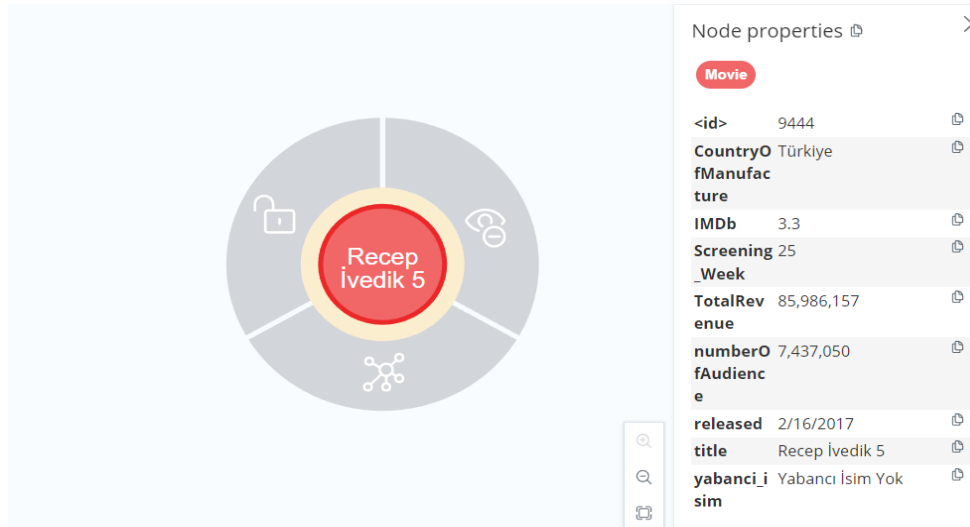 Node properties
Movie
<id> 9444
CountryO Türkiye
fManufac
ture
IMDb 3.3
Screening 25
_Week
TotalRev 85,986,157
enue
numberO 7,437,050
fAudienc
e
released 2/16/2017
title Recep İvedik 5
yabanci_i Yabancı İsim Yok
sim
Recep
İvedik 5